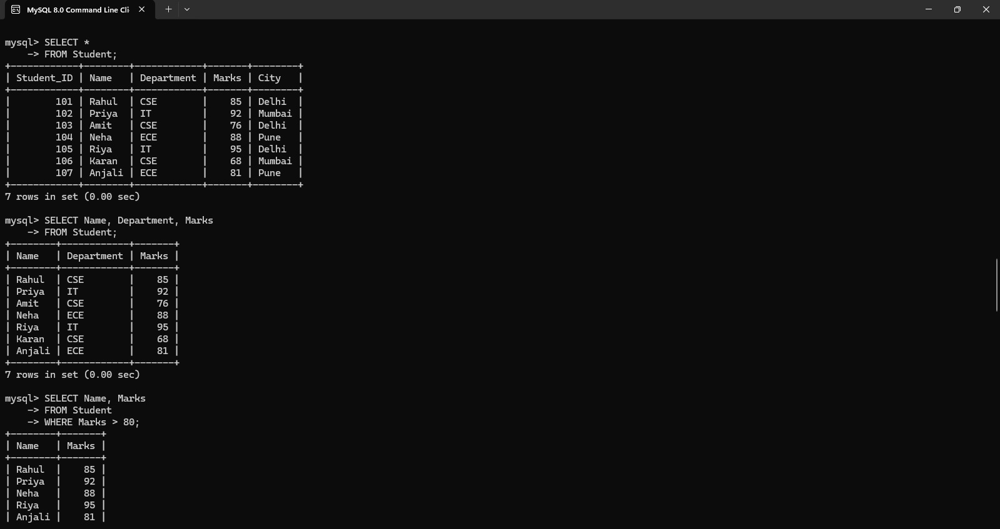 MySQL 8.0 Command Line Cli
mysql> SELECT *
    -> FROM Student;
+------------+--------+------------+-------+--------+
| Student_ID | Name   | Department | Marks | City   |
+------------+--------+------------+-------+--------+
|        101 | Rahul  | CSE        |    85 | Delhi  |
|        102 | Priya  | IT         |    92 | Mumbai |
|        103 | Amit   | CSE        |    76 | Delhi  |
|        104 | Neha   | ECE        |    88 | Pune   |
|        105 | Riya   | IT         |    95 | Delhi  |
|        106 | Karan  | CSE        |    68 | Mumbai |
|        107 | Anjali | ECE        |    81 | Pune   |
+------------+--------+------------+-------+--------+
7 rows in set (0.00 sec)
mysql> SELECT Name, Department, Marks
    -> FROM Student;
+--------+------------+-------+
| Name   | Department | Marks |
+--------+------------+-------+
| Rahul  | CSE        |    85 |
| Priya  | IT         |    92 |
| Amit   | CSE        |    76 |
| Neha   | ECE        |    88 |
| Riya   | IT         |    95 |
| Karan  | CSE        |    68 |
| Anjali | ECE        |    81 |
+--------+------------+-------+
7 rows in set (0.00 sec)
mysql> SELECT Name, Marks
    -> FROM Student
    -> WHERE Marks > 80;
+--------+-------+
| Name   | Marks |
+--------+-------+
| Rahul  |    85 |
| Priya  |    92 |
| Neha   |    88 |
| Riya   |    95 |
| Anjali |    81 |